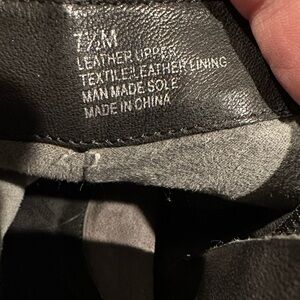 7½M
LEATHER UPPER
TEXTILE/LEATHER LINING
MAN MADE SOLE
MADE IN CHINA